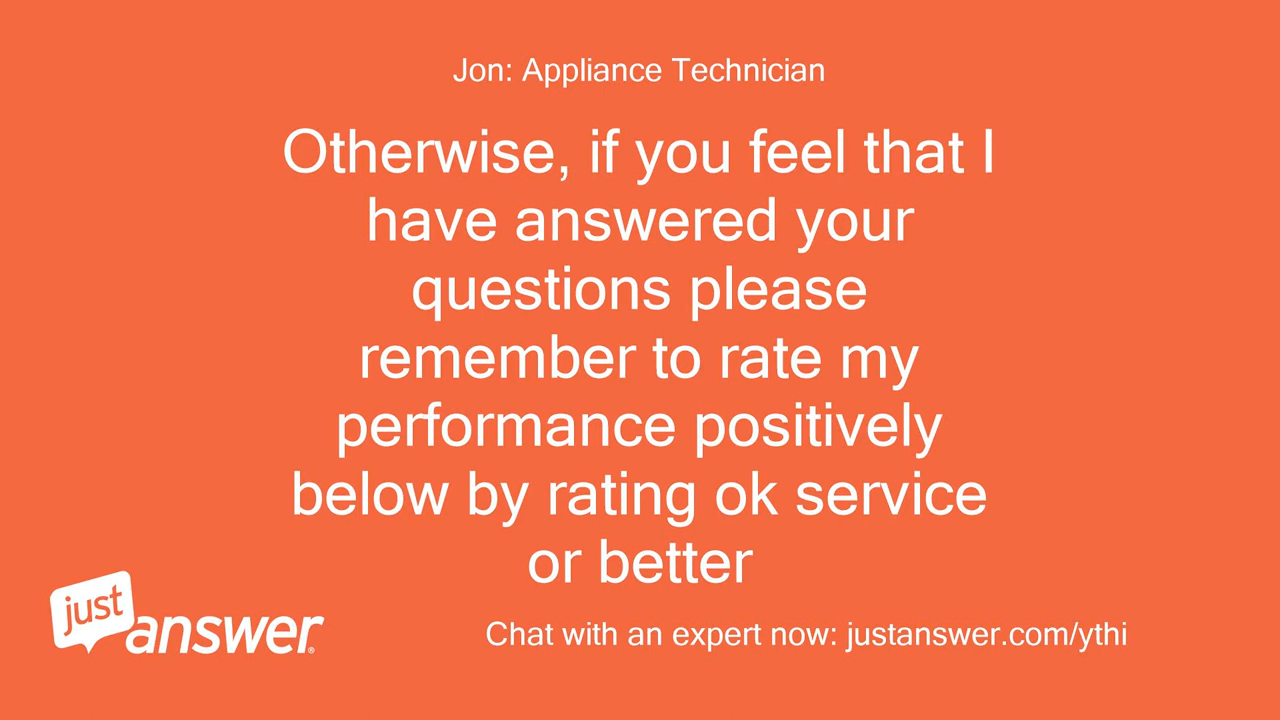 Jon: Appliance Technician
Otherwise, if you feel that I
have answered your
questions please
remember to rate my
performance positively
below by rating ok service
or better
just
answer®
Chat with an expert now: justanswer.com/ythi